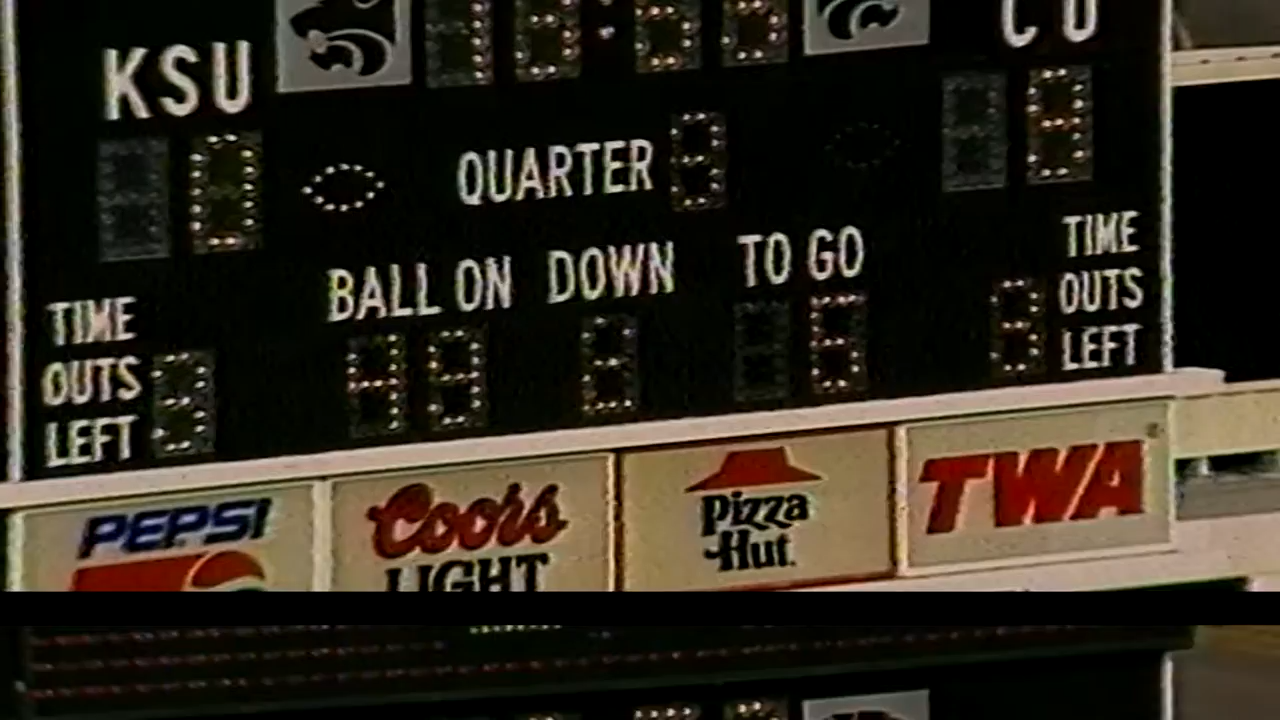 KSU
CU
QUARTER
BALL ON DOWN TO GO
TIME
OUTS
LEFT
TIME
OUTS
LEFT
PEPSI
Coors
LIGHT
Pizza
Hut
TWA